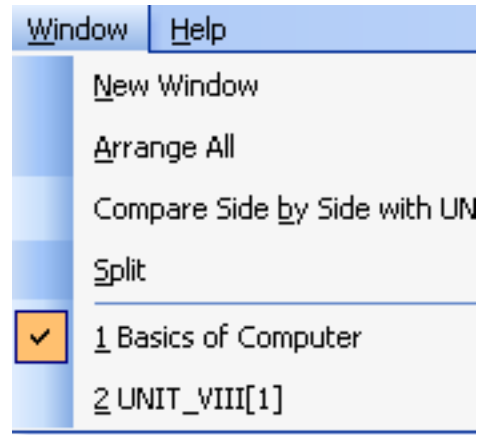 Window Help
New Window
Arrange All
Compare Side by Side with UN
Split
1 Basics of Computer
2 UNIT_VIII[1]